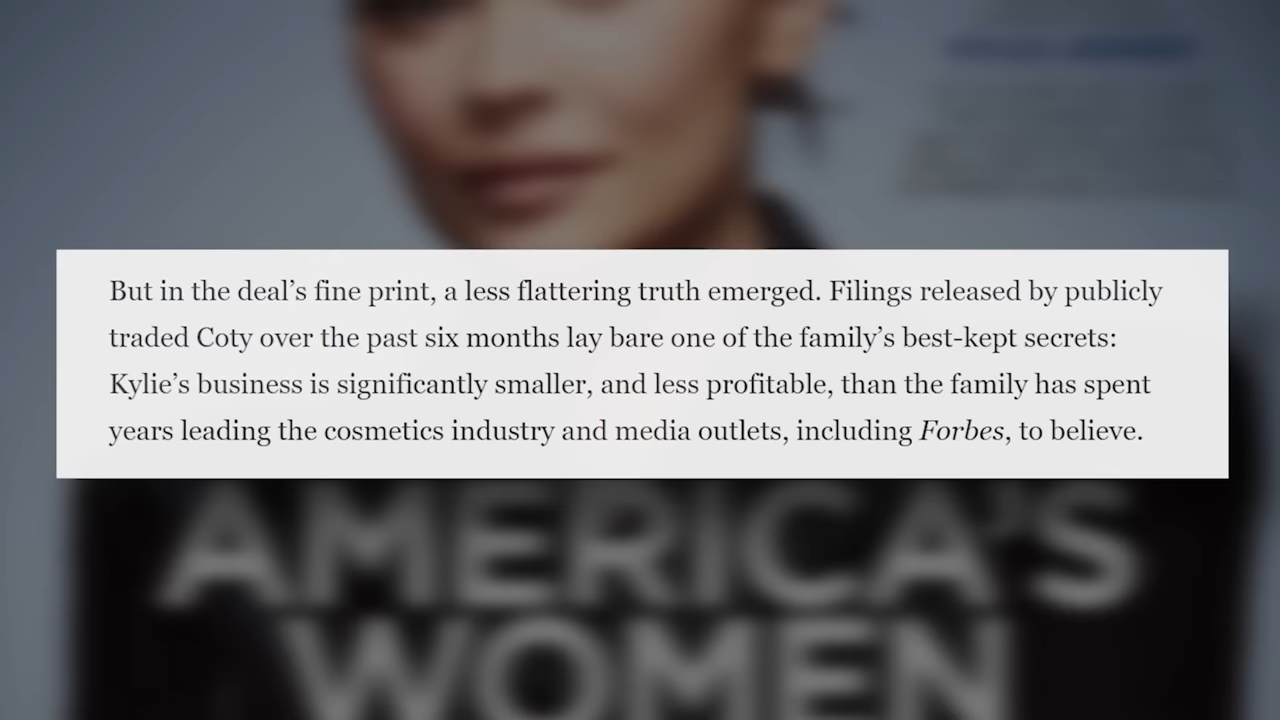 But in the deal’s fine print, a less flattering truth emerged. Filings released by publicly
traded Coty over the past six months lay bare one of the family’s best-kept secrets:
Kylie’s business is significantly smaller, and less profitable, than the family has spent
years leading the cosmetics industry and media outlets, including Forbes, to believe.
AMERICA’S
WOMEN